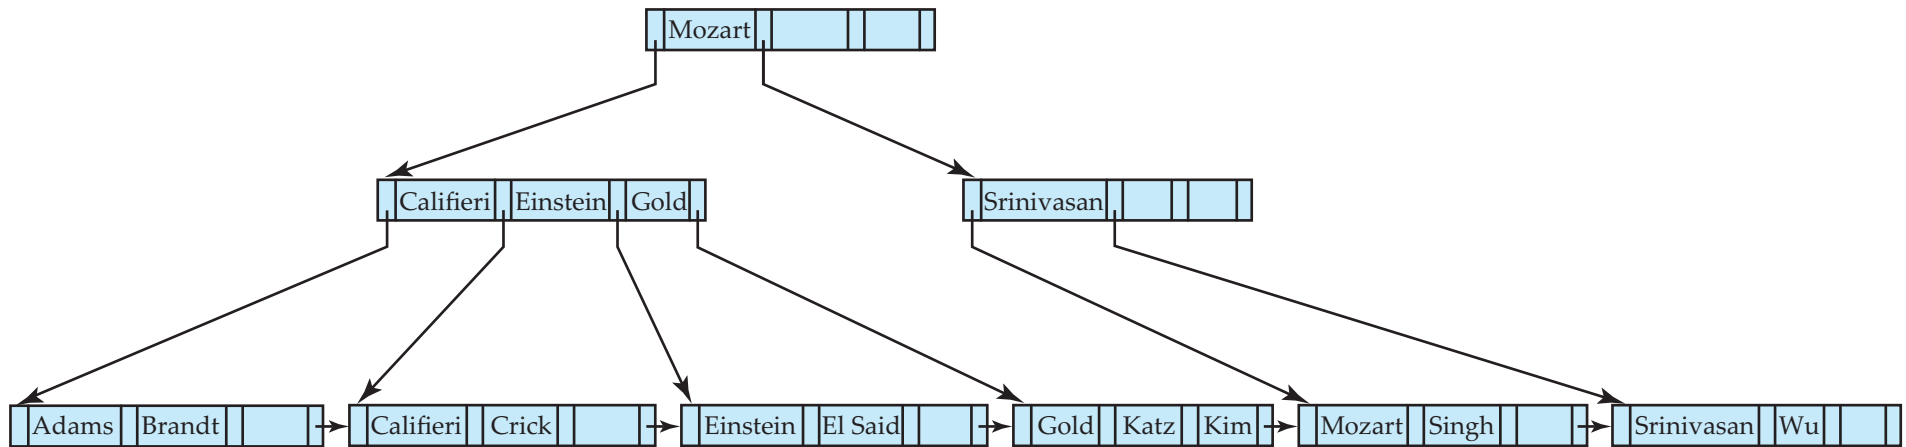 Mozart
Califieri Einstein Gold Srinivasan
Adams Brandt Califieri Crick Einstein El Said Gold Katz Kim Mozart Singh Srinivasan Wu